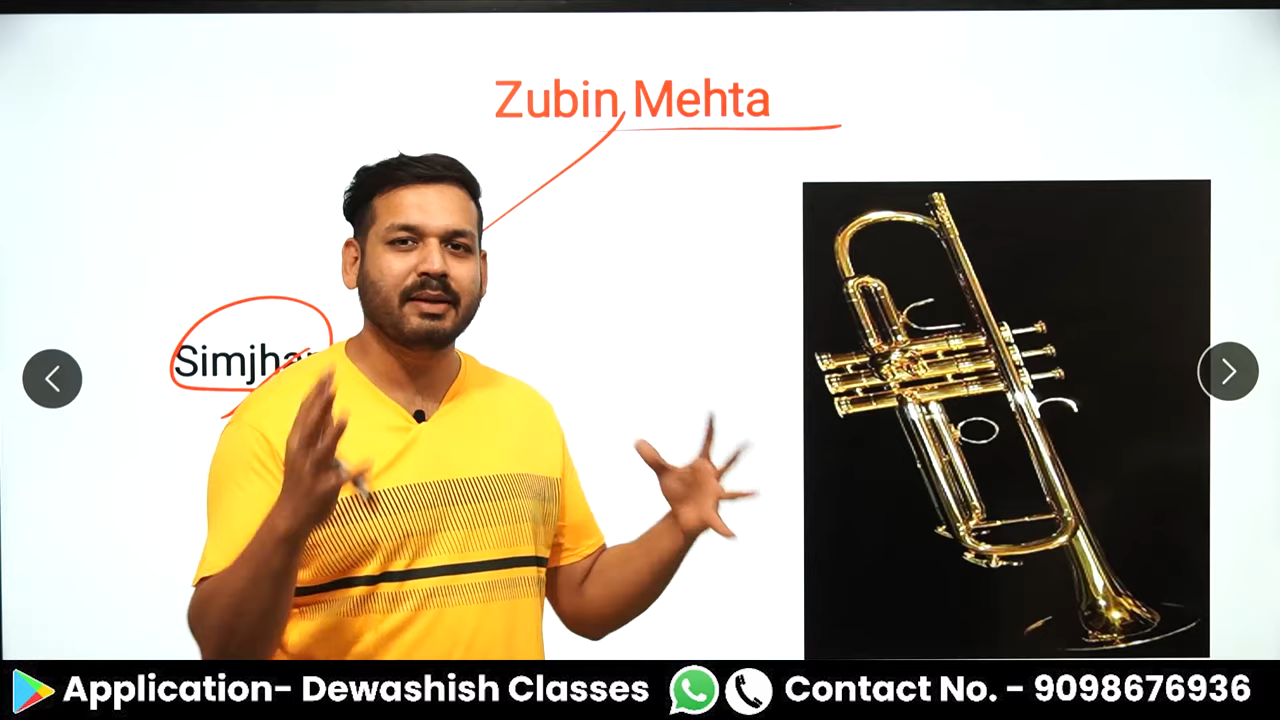 Zubin Mehta
Application- Dewashish Classes
Contact No. - 9098676936